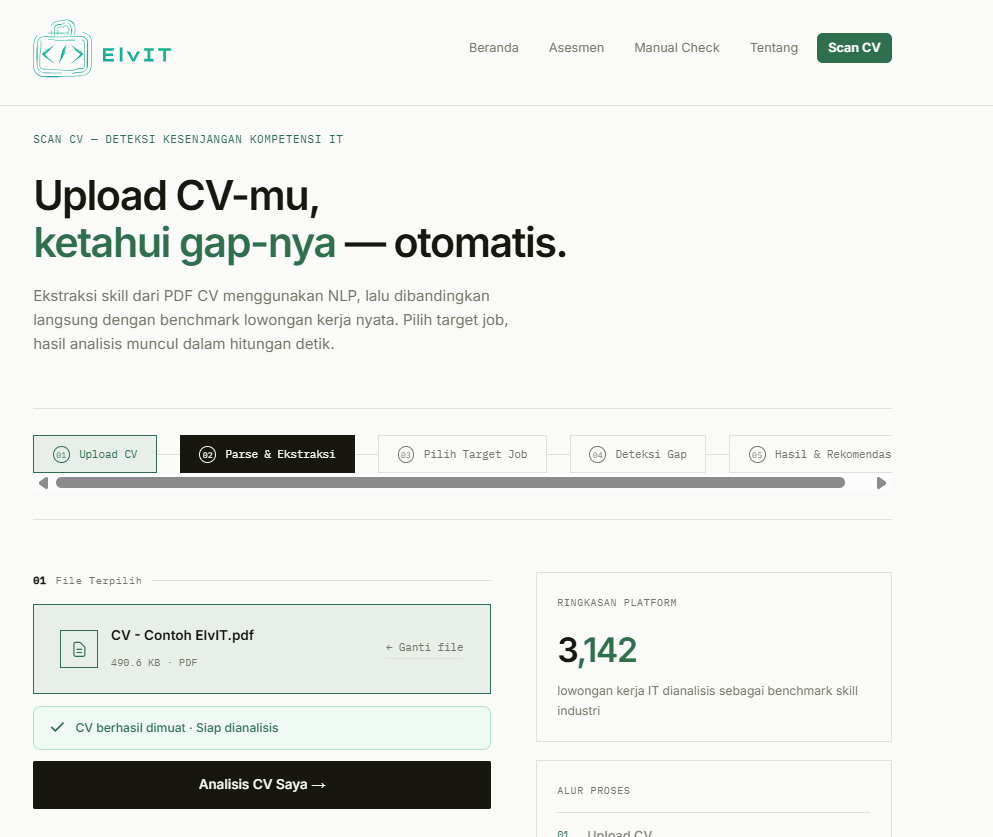 ElvIT
Beranda
Asesmen
Manual Check
Tentang
Scan CV
SCAN CV — DETEKSI KESENJANGAN KOMPETENSI IT
Upload CV-mu,
ketahui gap-nya — otomatis.
Ekstraksi skill dari PDF CV menggunakan NLP, lalu dibandingkan
langsung dengan benchmark lowongan kerja nyata. Pilih target job,
hasil analisis muncul dalam hitungan detik.
01 Upload CV
02 Parse & Ekstraksi
03 Pilih Target Job
04 Deteksi Gap
05 Hasil & Rekomendas
01 File Terpilih
CV - Contoh ElvIT.pdf
490.6 KB · PDF
← Ganti file
CV berhasil dimuat · Siap dianalisis
Analisis CV Saya →
RINGKASAN PLATFORM
3,142
lowongan kerja IT dianalisis sebagai benchmark skill
industri
ALUR PROSES
01 Upload CV